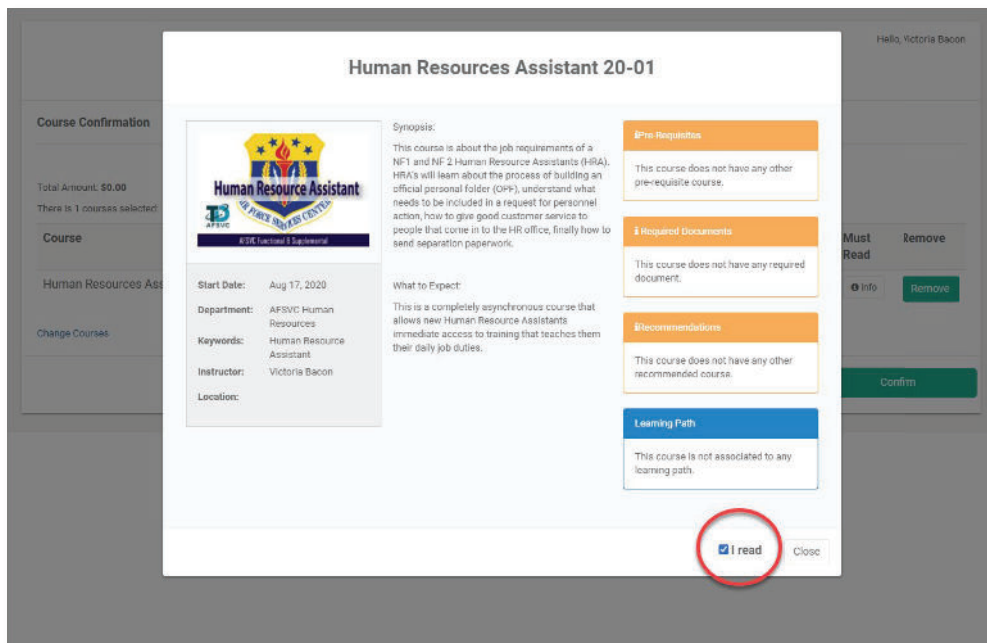 Hello, Victoria Bacon
Human Resources Assistant 20-01
Course Confirmation
Total Amount: $0.00
There is 1 courses selected
Course
Must
Read
Remove
Human Resources Ass
Info
Remove
Change Courses
Confirm
Human Resource Assistant
AIR FORCE SERVICES CENTER
AFSVC
AFSVC Functional & Supplemental
Start Date: Aug 17, 2020
Department: AFSVC Human
Resources
Keywords: Human Resource
Assistant
Instructor: Victoria Bacon
Location:
Synopsis:
This course is about the job requirements of a
NF1 and NF 2 Human Resource Assistants (HRA).
HRA's will learn about the process of building an
official personal folder (OPF), understand what
needs to be included in a request for personnel
action, how to give good customer service to
people that come in to the HR office, finally how to
send separation paperwork.
What to Expect:
This is a completely asynchronous course that
allows new Human Resource Assistants
immediate access to training that teaches them
their daily job duties.
Pre-Requisites
This course does not have any other
pre-requisite course.
Required Documents
This course does not have any required
document.
Recommendations
This course does not have any other
recommended course.
Learning Path
This course is not associated to any
learning path.
I read
Close